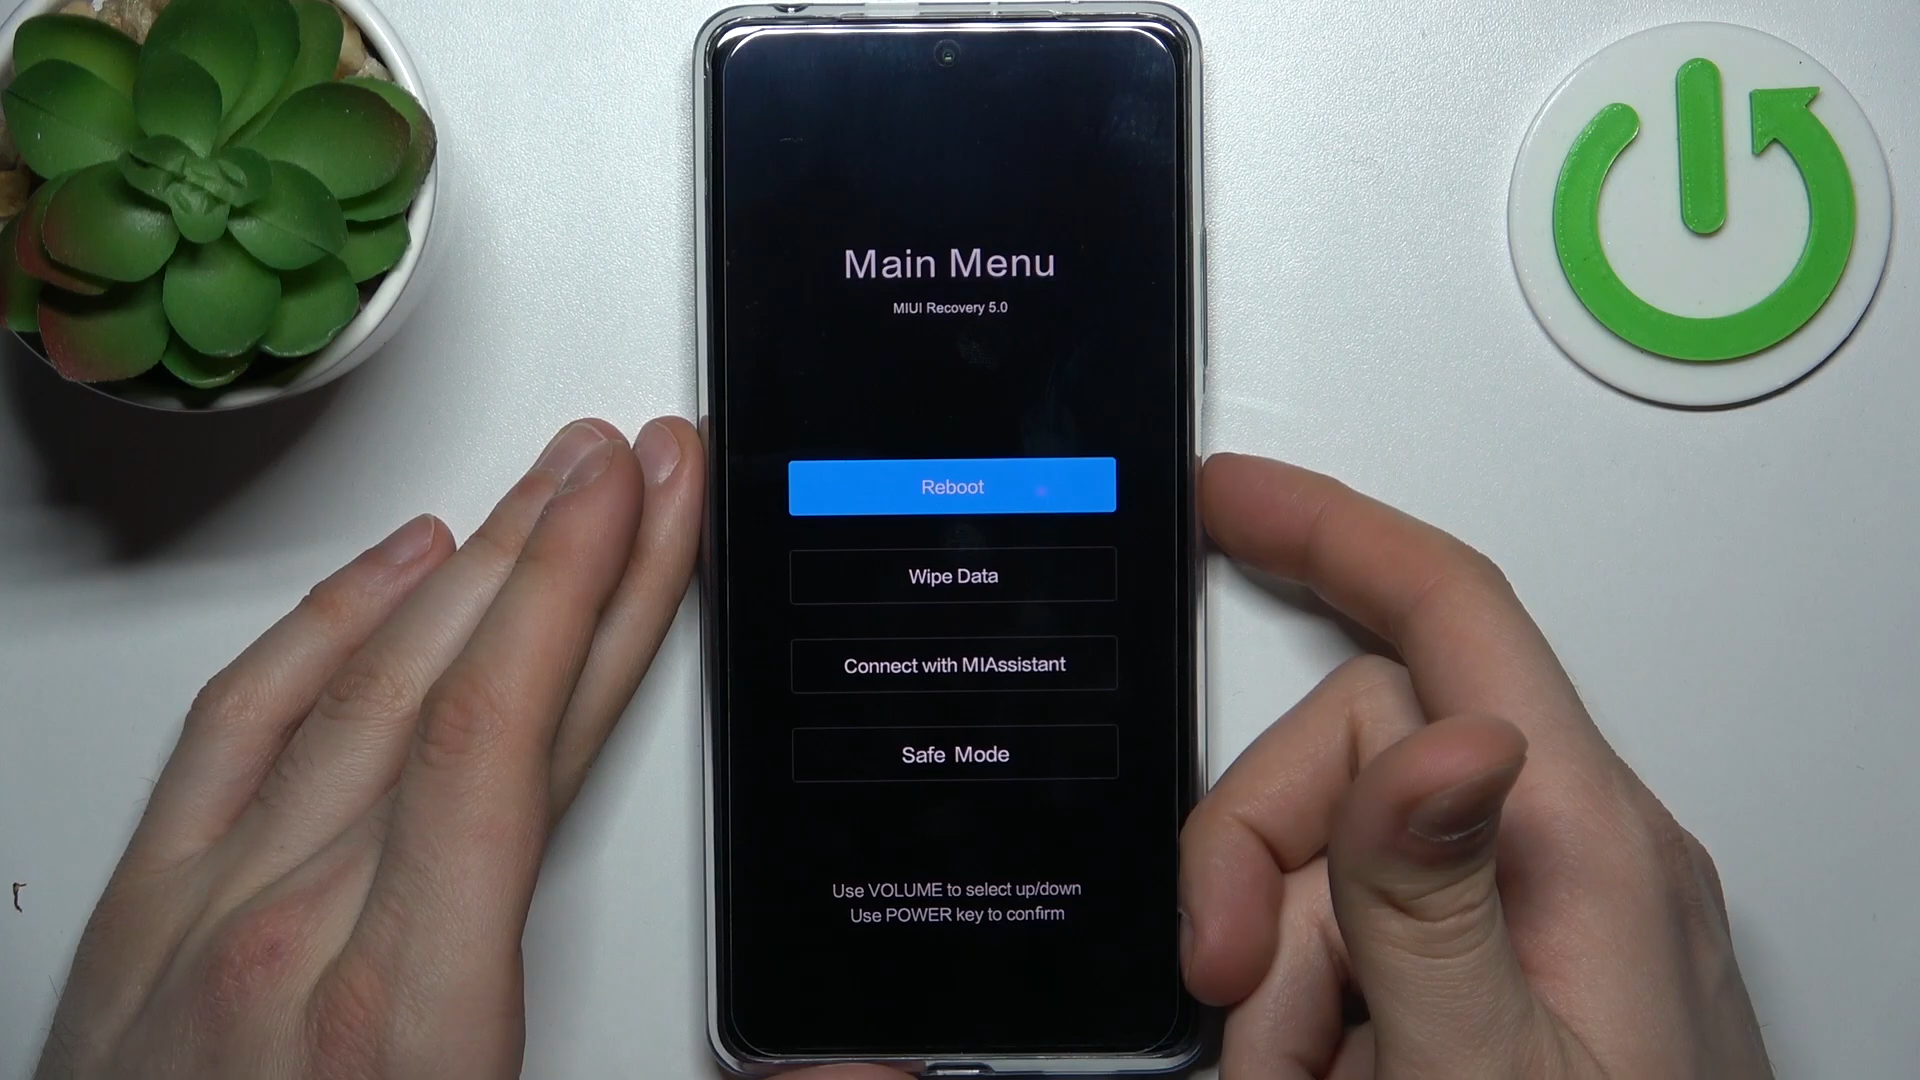 Main Menu
MIUI Recovery 5.0
Reboot
Wipe Data
Connect with MIAssistant
Safe Mode
Use VOLUME to select up/down
Use POWER key to confirm